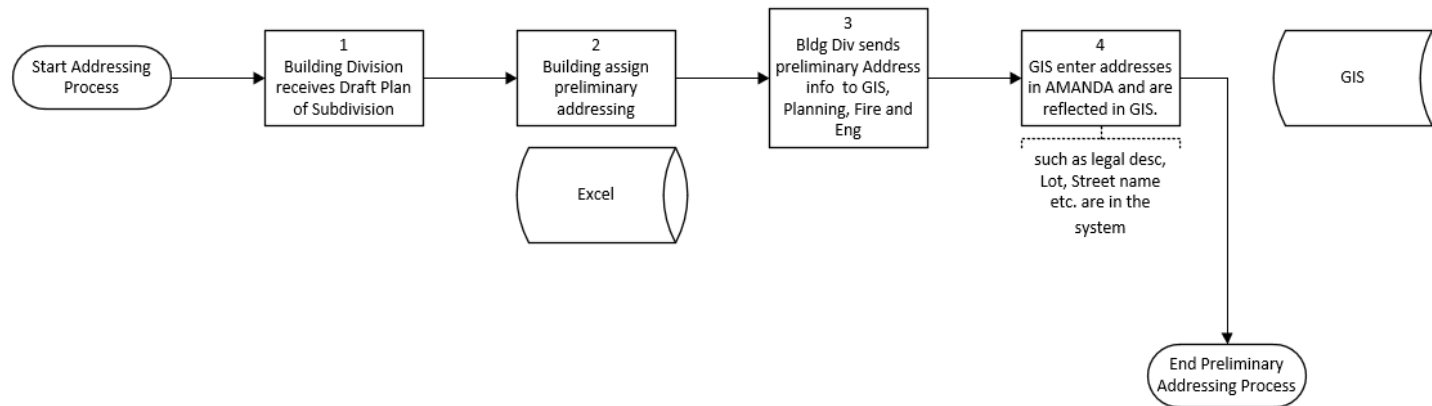 Start Addressing
Process
1
Building Division
receives Draft Plan
of Subdivision
2
Building assign
preliminary
addressing
Excel
3
Bldg Div sends
preliminary Address
info to GIS,
Planning, Fire and
Eng
4
GIS enter addresses
in AMANDA and are
reflected in GIS.
such as legal desc,
Lot, Street name
etc. are in the
system
GIS
End Preliminary
Addressing Process